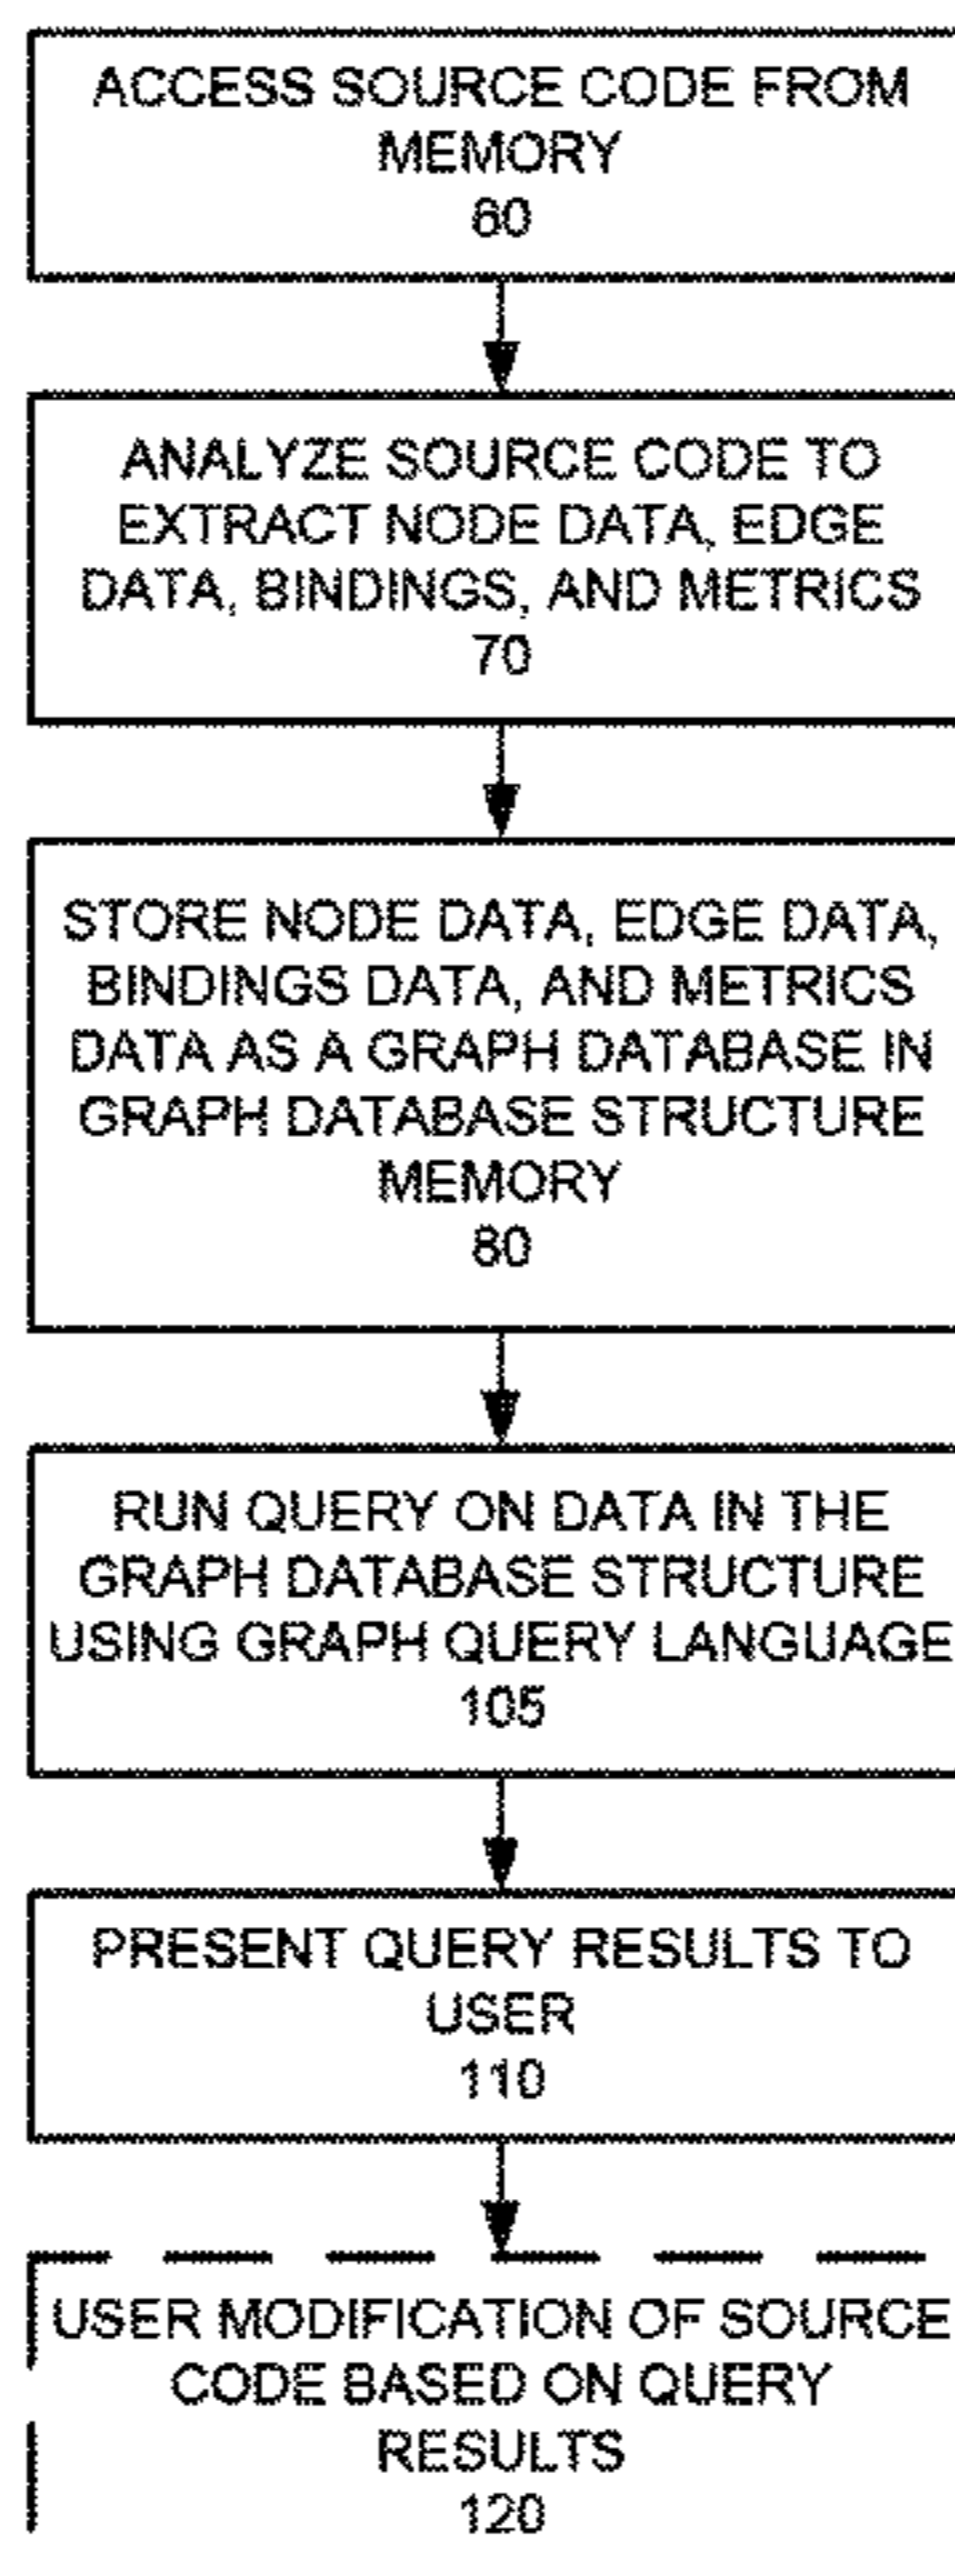 ACCESS SOURCE CODE FROM
MEMORY
60
ANALYZE SOURCE CODE TO
EXTRACT NODE DATA, EDGE
DATA, BINDINGS, AND METRICS
70
STORE NODE DATA, EDGE DATA,
BINDINGS DATA, AND METRICS
DATA AS A GRAPH DATABASE IN
GRAPH DATABASE STRUCTURE
MEMORY
80
RUN QUERY ON DATA IN THE
GRAPH DATABASE STRUCTURE
USING GRAPH QUERY LANGUAGE
105
PRESENT QUERY RESULTS TO
USER
110
USER MODIFICATION OF SOURCE
CODE BASED ON QUERY
RESULTS
120